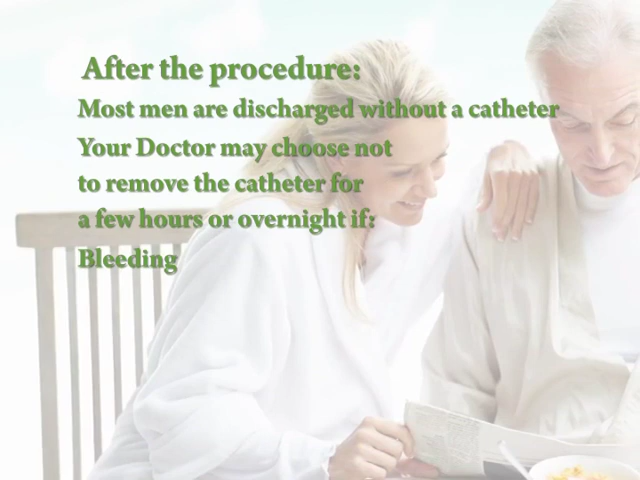 After the procedure:
Most men are discharged without a catheter
Your Doctor may choose not
to remove the catheter for
a few hours or overnight if:
Bleeding